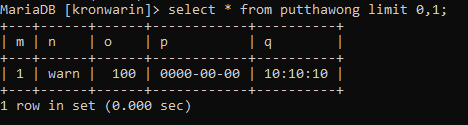 MariaDB [kronwarin]> select * from putthawong limit 0,1;
+---+------+------+------------+----------+
| m | n | o | p | q |
+---+------+------+------------+----------+
| 1 | warn | 100 | 0000-00-00 | 10:10:10 |
+---+------+------+------------+----------+
1 row in set (0.000 sec)